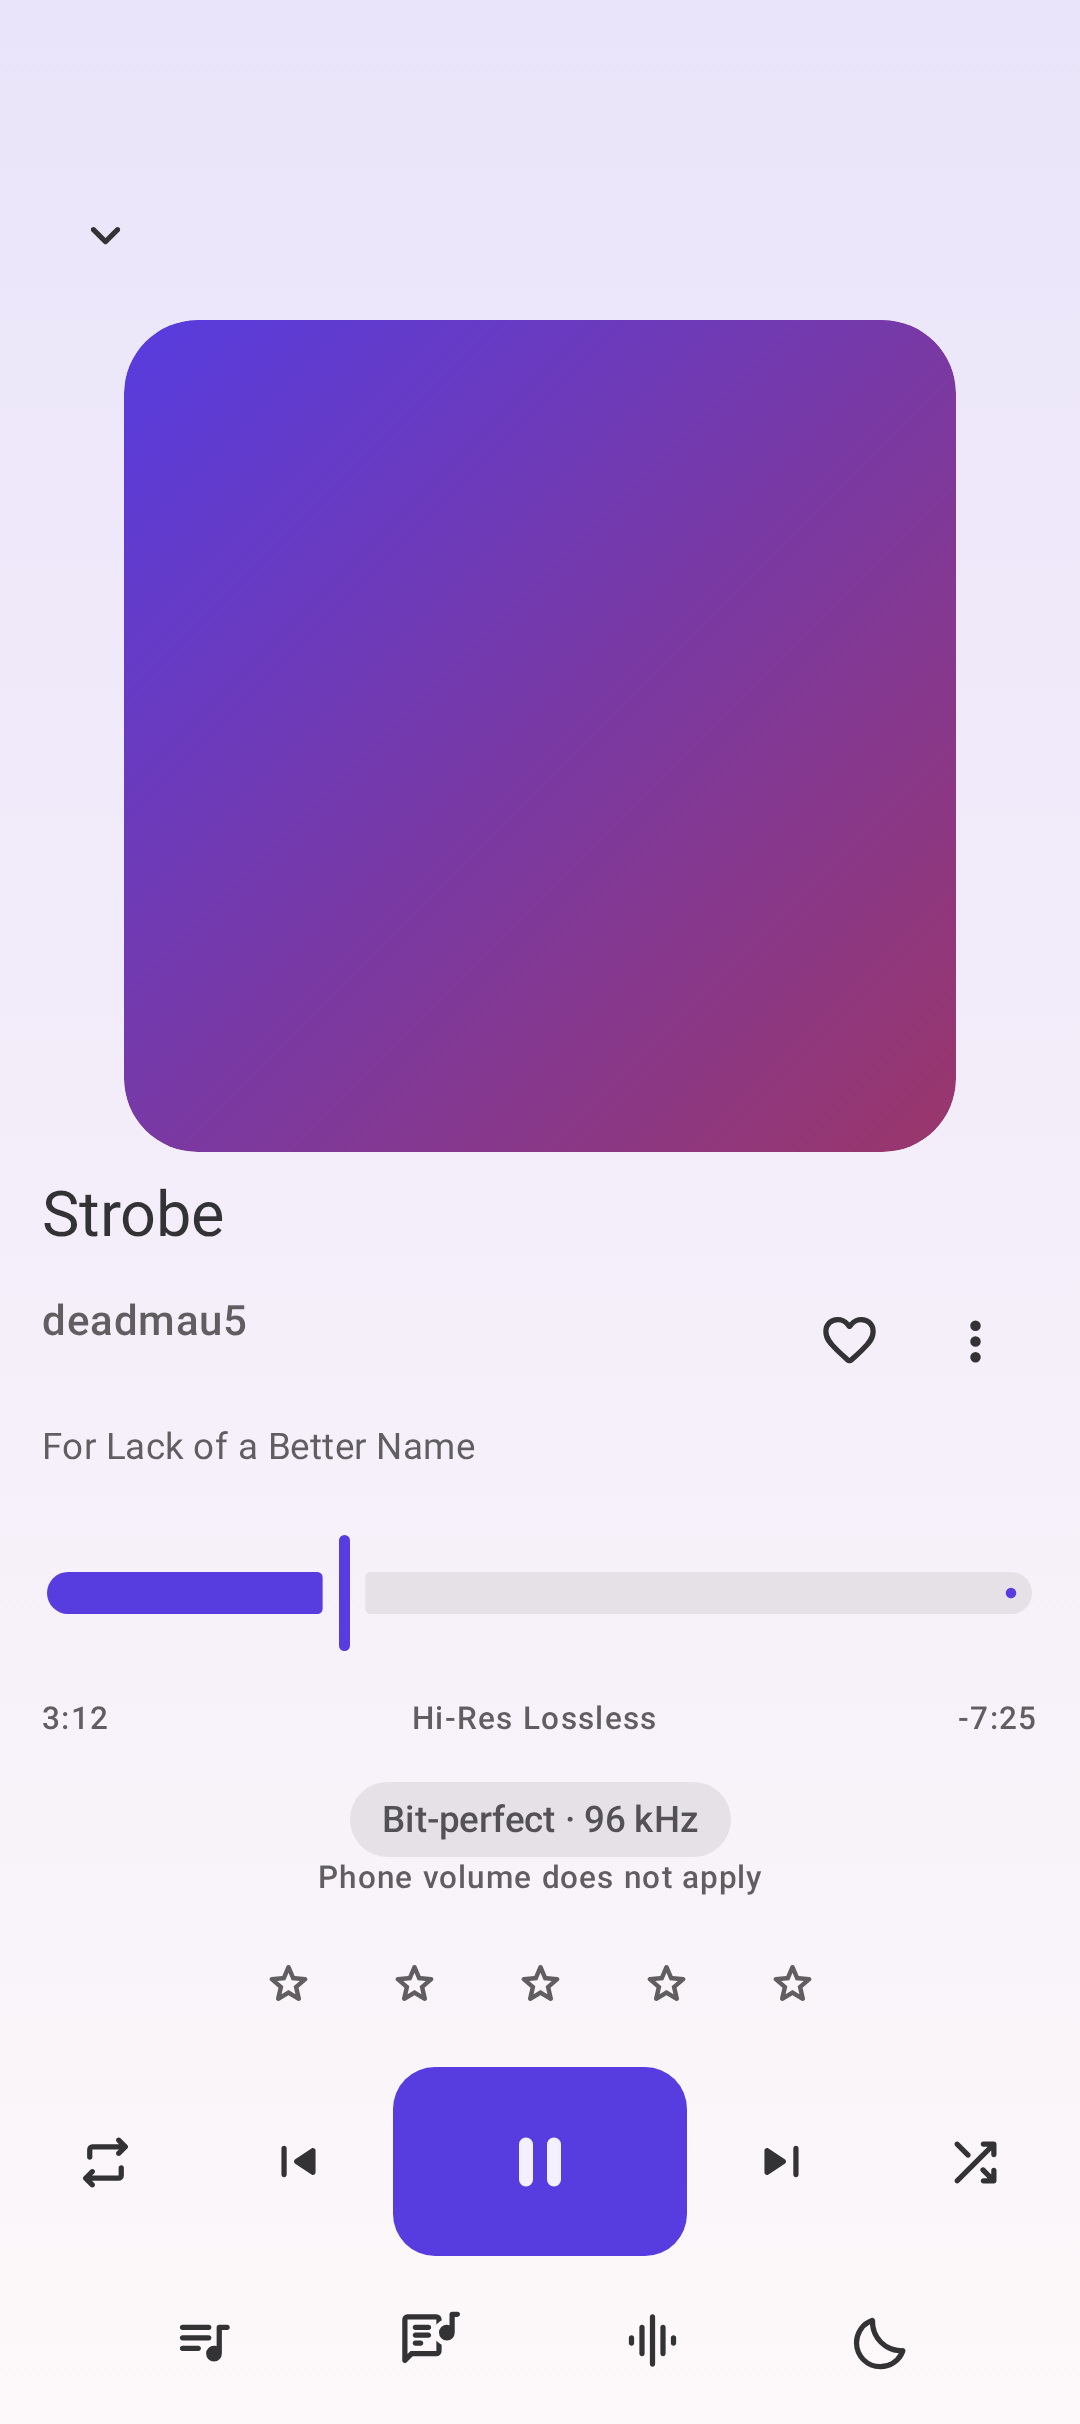 Strobe
deadmau5
For Lack of a Better Name
3:12 Hi-Res Lossless -7:25
Bit-perfect · 96 kHz
Phone volume does not apply